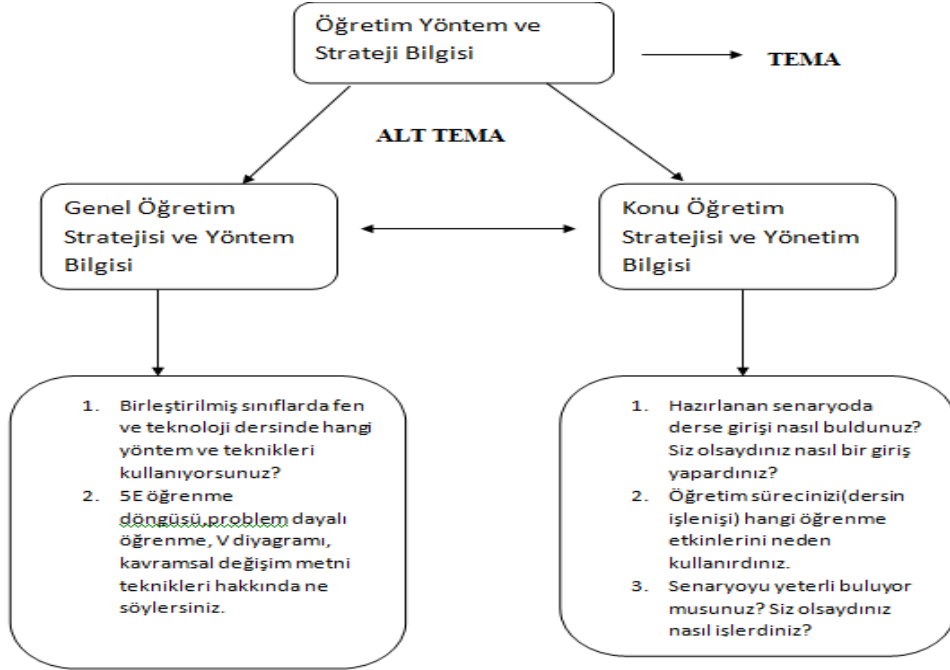 Öğretim Yöntem ve
Strateji Bilgisi
TEMA
ALT TEMA
Genel Öğretim
Stratejisi ve Yöntem
Bilgisi
Konu Öğretim
Stratejisi ve Yönetim
Bilgisi
1. Birleştirilmiş sınıflarda fen
ve teknoloji dersinde hangi
yöntem ve teknikleri
kullanıyorsunuz?
2. 5E öğrenme
döngüsü,problem dayalı
öğrenme, V diyagramı,
kavramsal değişim metni
teknikleri hakkında ne
söylersiniz.
1. Hazırlanan senaryoda
derse girişi nasıl buldunuz?
Siz olsaydınız nasıl bir giriş
yapardınız?
2. Öğretim sürecinizi(dersin
işlenişi) hangi öğrenme
etkinlerini neden
kullanırdınız.
3. Senaryoyu yeterli buluyor
musunuz? Siz olsaydınız
nasıl işlerdiniz?